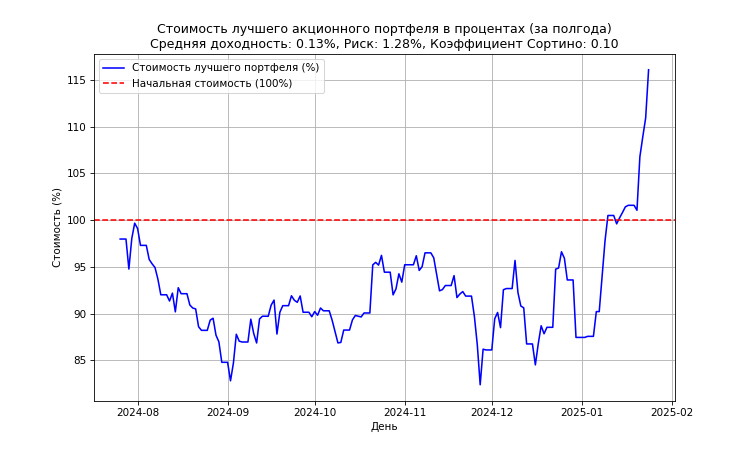 Стоимость лучшего акционного портфеля в процентах (за полгода)
Средняя доходность: 0.13%, Риск: 1.28%, Коэффициент Сортино: 0.10
Стоимость лучшего портфеля (%)
Начальная стоимость (100%)
Стоимость (%)
115
110
105
100
95
90
85
2024-08
2024-09
2024-10
2024-11
2024-12
2025-01
2025-02
День